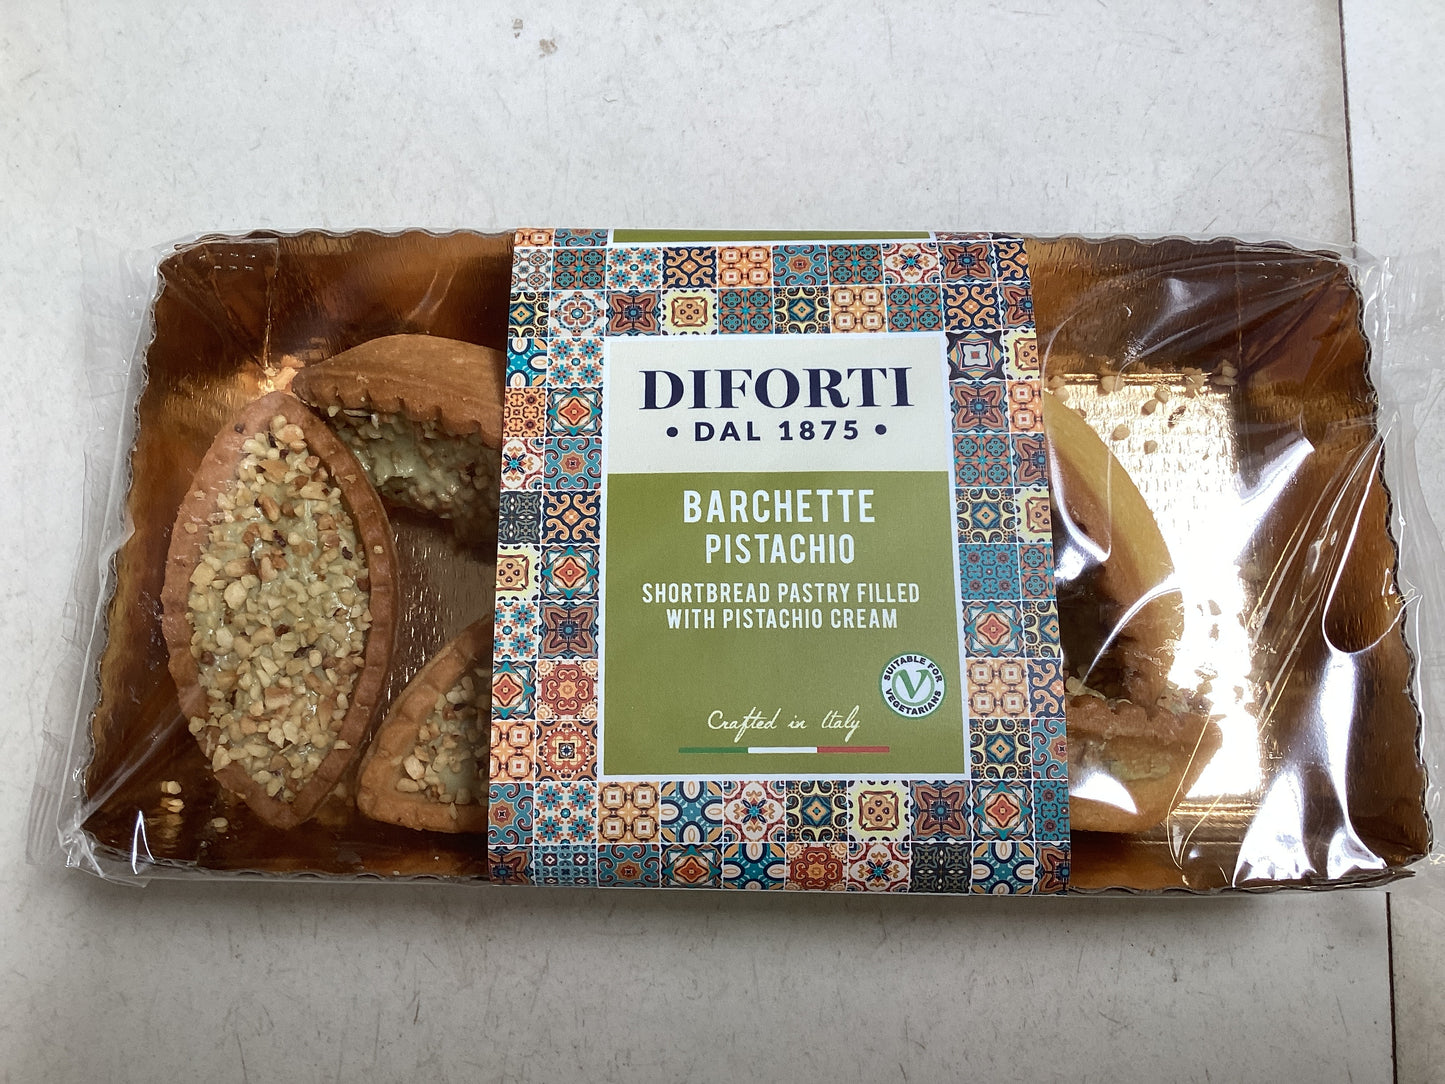 DIFORTI
• DAL 1875 •
BARCHETTE
PISTACHIO
SHORTBREAD PASTRY FILLED
WITH PISTACHIO CREAM
SUITABLE FOR
VEGETARIANS
V
Crafted in Italy